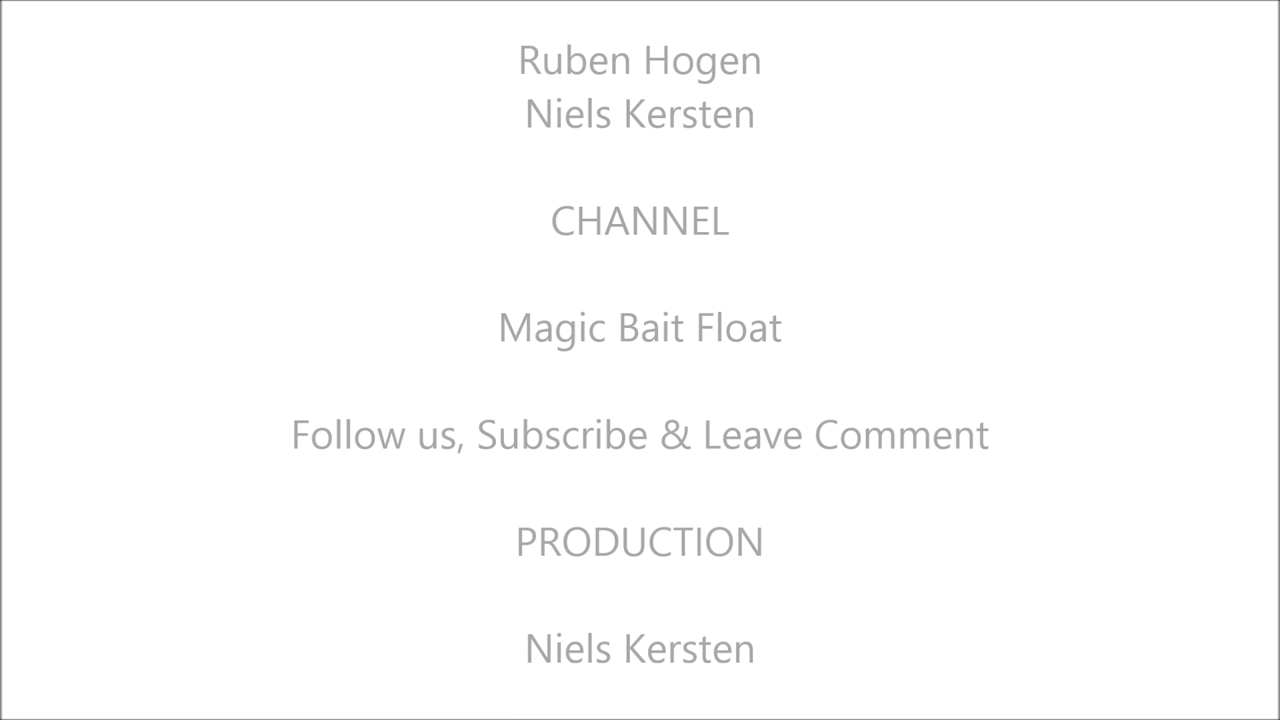 Ruben Hogen
Niels Kersten
CHANNEL
Magic Bait Float
Follow us, Subscribe & Leave Comment
PRODUCTION
Niels Kersten